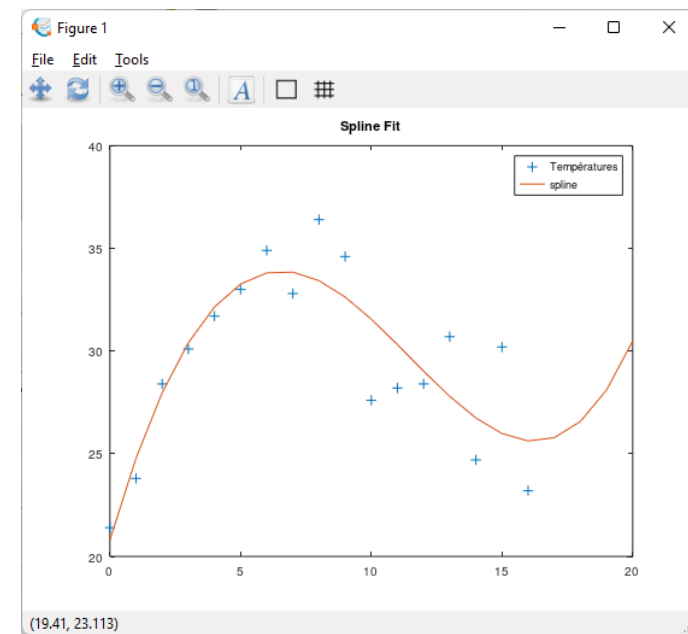 Figure 1
File Edit Tools
A
Spline Fit
Températures
spline
40
35
30
25
20
0 5 10 15 20
(19.41, 23.113)